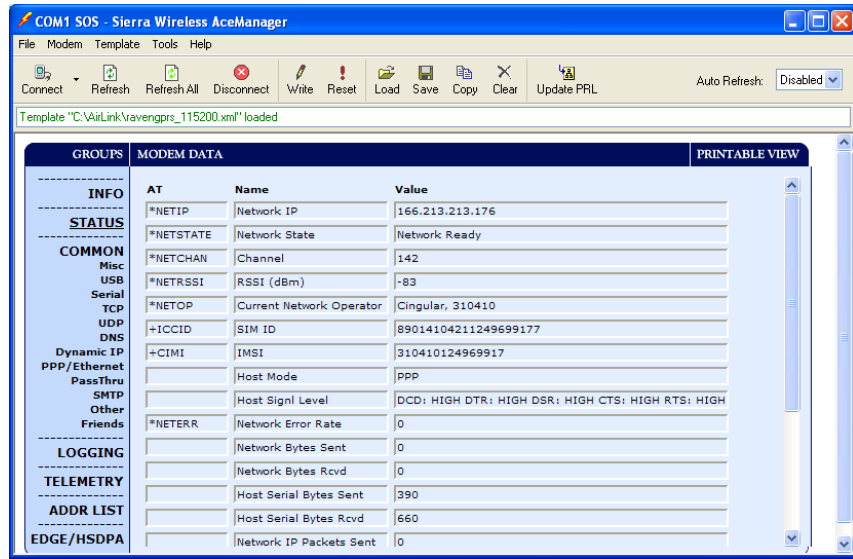 COM1 SOS - Sierra Wireless AceManager
File Modem Template Tools Help
Connect Refresh Refresh All Disconnect Write Reset Load Save Copy Clear Update PRL Auto Refresh: Disabled
Template "C:\AirLink\ravengprs_115200.xml" loaded
GROUPS MODEM DATA PRINTABLE VIEW
INFO
STATUS
COMMON
Misc
USB
Serial
TCP
UDP
DNS
Dynamic IP
PPP/Ethernet
PassThru
SMTP
Other
Friends
LOGGING
TELEMETRY
ADDR LIST
EDGE/HSDPA
AT Name Value
*NETIP Network IP 166.213.213.176
*NETSTATE Network State Network Ready
*NETCHAN Channel 142
*NETRSSI RSSI (dBm) -83
*NETOP Current Network Operator Cingular, 310410
+ICCID SIM ID 89014104211249699177
+CIMI IMSI 310410124969917
Host Mode PPP
Host Signl Level DCD: HIGH DTR: HIGH DSR: HIGH CTS: HIGH RTS: HIGH
*NETERR Network Error Rate 0
Network Bytes Sent 0
Network Bytes Rcvd 0
Host Serial Bytes Sent 390
Host Serial Bytes Rcvd 660
Network IP Packets Sent 0